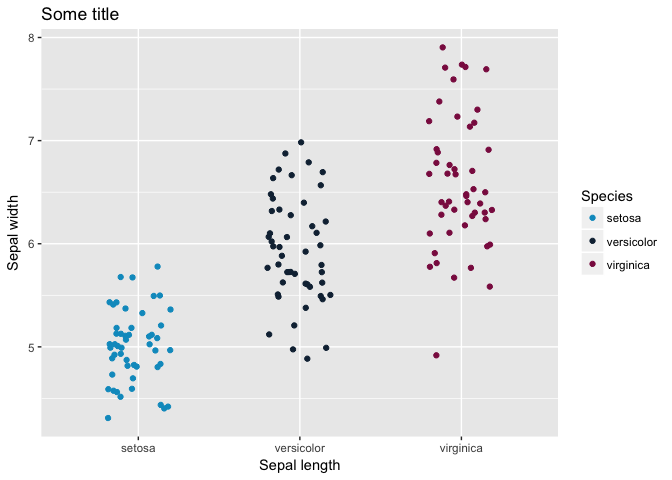 Some title
8
7
6
5
Sepal width
setosa
versicolor
virginica
Sepal length
Species
setosa
versicolor
virginica